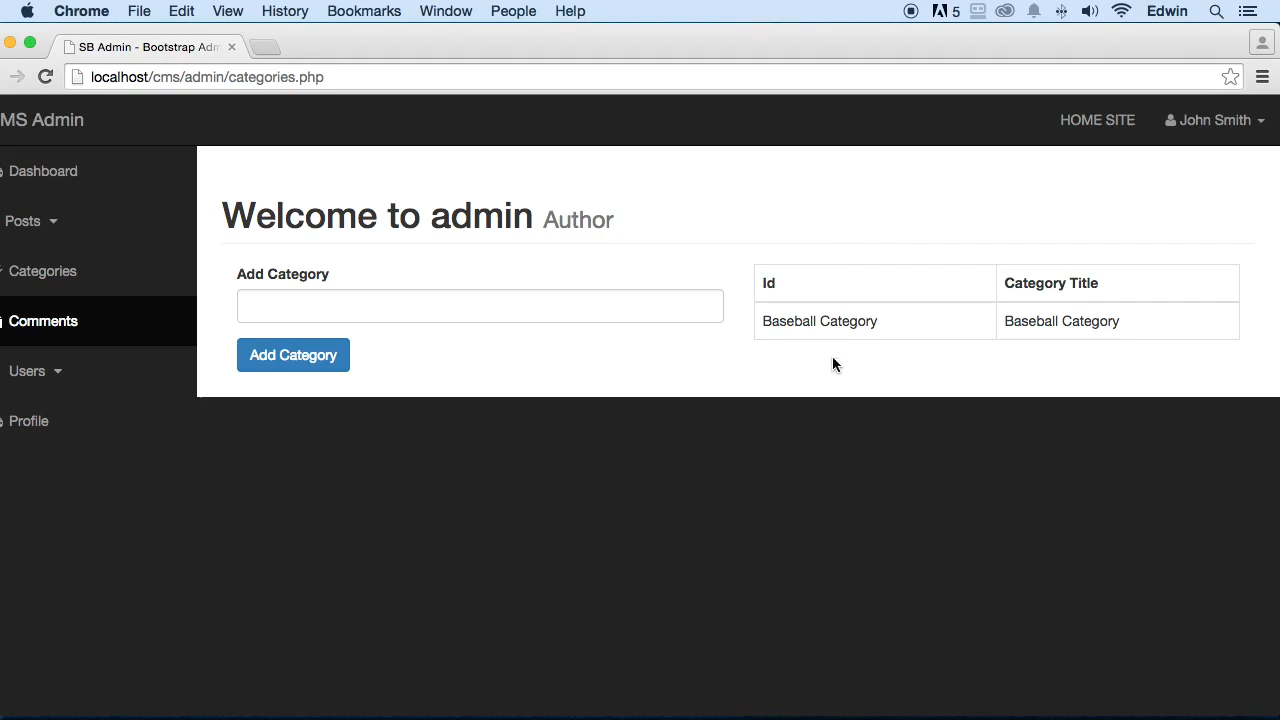 Chrome File Edit View History Bookmarks Window People Help 5 Edwin
SB Admin - Bootstrap Adm
localhost/cms/admin/categories.php
MS Admin HOME SITE John Smith
Dashboard
Posts
Categories
Comments
Users
Profile
Welcome to admin Author
Add Category
Add Category
Id Category Title
Baseball Category Baseball Category